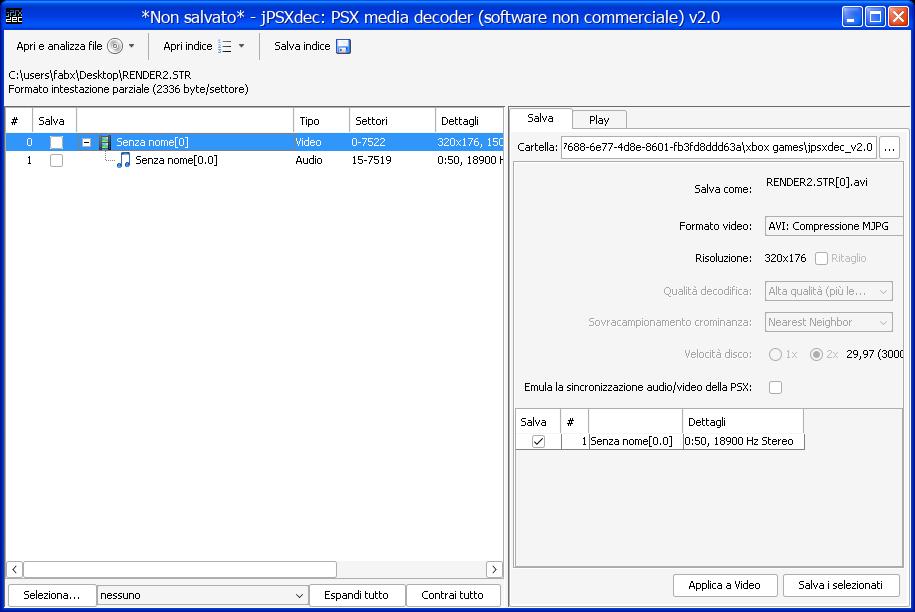 *Non salvato* - jPSXdec: PSX media decoder (software non commerciale) v2.0
Apri e analizza file Apri indice Salva indice
C:\users\fabx\Desktop\RENDER2.STR
Formato intestazione parziale (2336 byte/settore)
# Salva Tipo Settori Dettagli
0 Senza nome[0] Video 0-7522 320x176, 150
1 Senza nome[0.0] Audio 15-7519 0:50, 18900 H
Seleziona... nessuno Espandi tutto Contrai tutto
Salva Play
Cartella: 7688-6e77-4d8e-8601-fb3fd8ddd63a\xbox games\jpsxdec_v2.0 ...
Salva come: RENDER2.STR[0].avi
Formato video: AVI: Compressione MJPG
Risoluzione: 320x176 Ritaglio
Qualità decodifica: Alta qualità (più le...
Sovracampionamento crominanza: Nearest Neighbor
Velocità disco: 1x 2x 29,97 (3000
Emula la sincronizzazione audio/video della PSX:
Salva # Dettagli
1 Senza nome[0.0] 0:50, 18900 Hz Stereo
Applica a Video Salva i selezionati